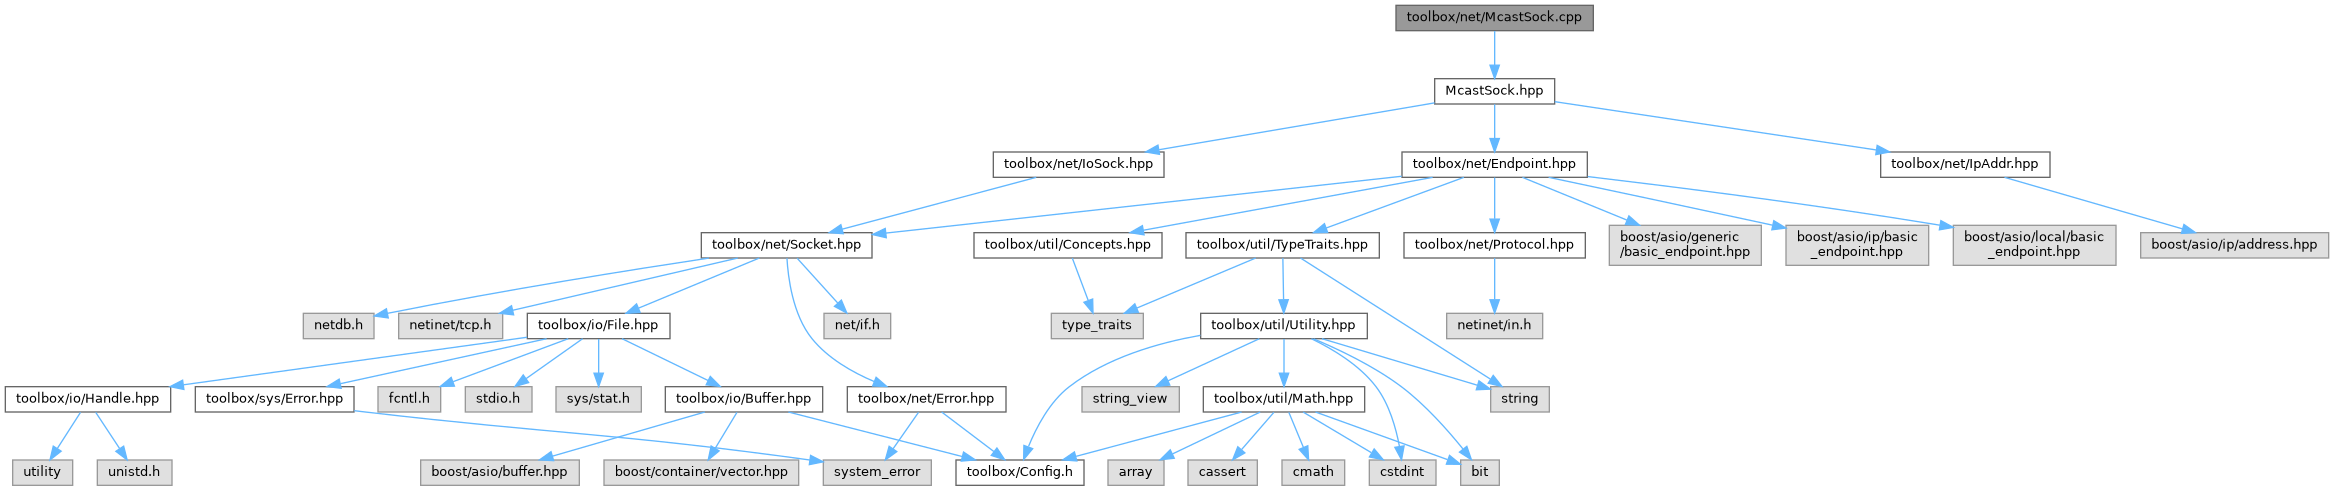 toolbox/net/McastSock.cpp
McastSock.hpp
toolbox/net/IoSock.hpp
toolbox/net/Endpoint.hpp
toolbox/net/IpAddr.hpp
toolbox/net/Socket.hpp
toolbox/util/Concepts.hpp
toolbox/util/TypeTraits.hpp
toolbox/net/Protocol.hpp
boost/asio/generic
/basic_endpoint.hpp
boost/asio/ip/basic
_endpoint.hpp
boost/asio/local/basic
_endpoint.hpp
boost/asio/ip/address.hpp
netdb.h
netinet/tcp.h
toolbox/io/File.hpp
net/if.h
type_traits
toolbox/util/Utility.hpp
netinet/in.h
toolbox/io/Handle.hpp
toolbox/sys/Error.hpp
fcntl.h
stdio.h
sys/stat.h
toolbox/io/Buffer.hpp
toolbox/net/Error.hpp
string_view
toolbox/util/Math.hpp
string
utility
unistd.h
boost/asio/buffer.hpp
boost/container/vector.hpp
system_error
toolbox/Config.h
array
cassert
cmath
cstdint
bit